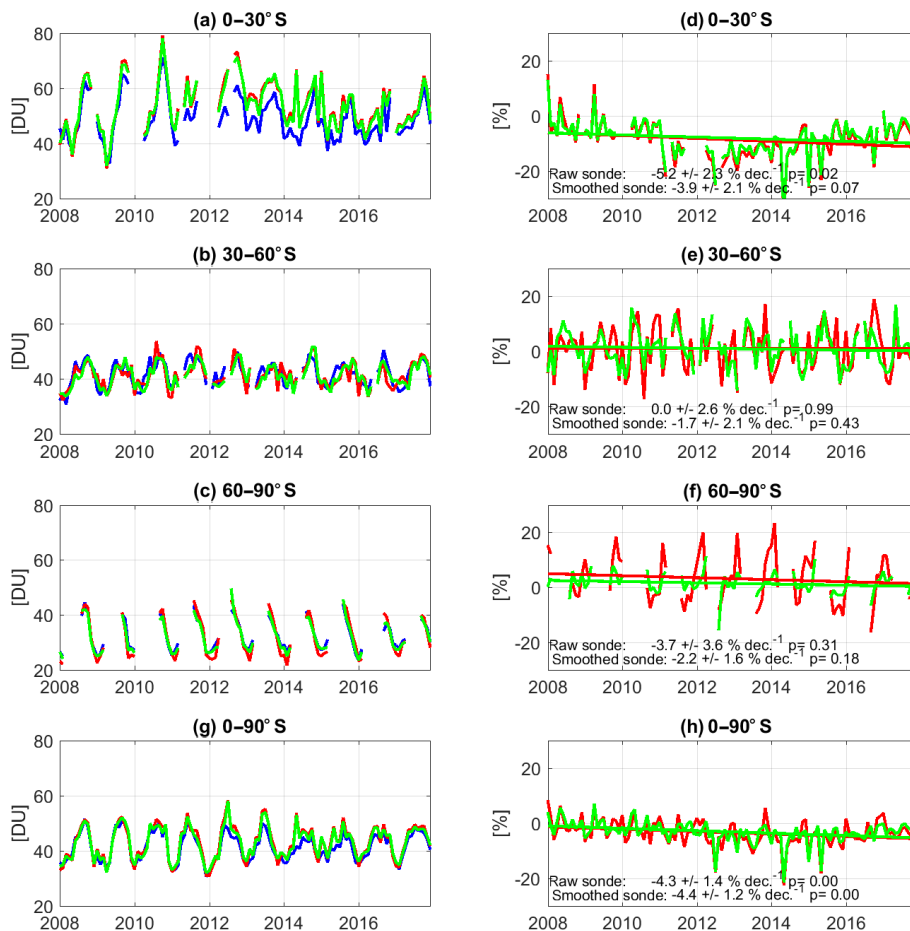 (a) 0–30° S
[DU]
80
60
40
20
2008 2010 2012 2014 2016
(d) 0–30° S
[%]
20
0
-20
Raw sonde: -5.2 +/- 2.3 % dec.-1 p= 0.02
Smoothed sonde: -3.9 +/- 2.1 % dec.-1 p= 0.07
2008 2010 2012 2014 2016
(b) 30–60° S
[DU]
80
60
40
20
2008 2010 2012 2014 2016
(e) 30–60° S
[%]
20
0
-20
Raw sonde: 0.0 +/- 2.6 % dec.-1 p= 0.99
Smoothed sonde: -1.7 +/- 2.1 % dec.-1 p= 0.43
2008 2010 2012 2014 2016
(c) 60–90° S
[DU]
80
60
40
20
2008 2010 2012 2014 2016
(f) 60–90° S
[%]
20
0
-20
Raw sonde: -3.7 +/- 3.6 % dec.-1 p= 0.31
Smoothed sonde: -2.2 +/- 1.6 % dec.-1 p= 0.18
2008 2010 2012 2014 2016
(g) 0–90° S
[DU]
80
60
40
20
2008 2010 2012 2014 2016
(h) 0–90° S
[%]
20
0
-20
Raw sonde: -4.3 +/- 1.4 % dec.-1 p= 0.00
Smoothed sonde: -4.4 +/- 1.2 % dec.-1 p= 0.00
2008 2010 2012 2014 2016